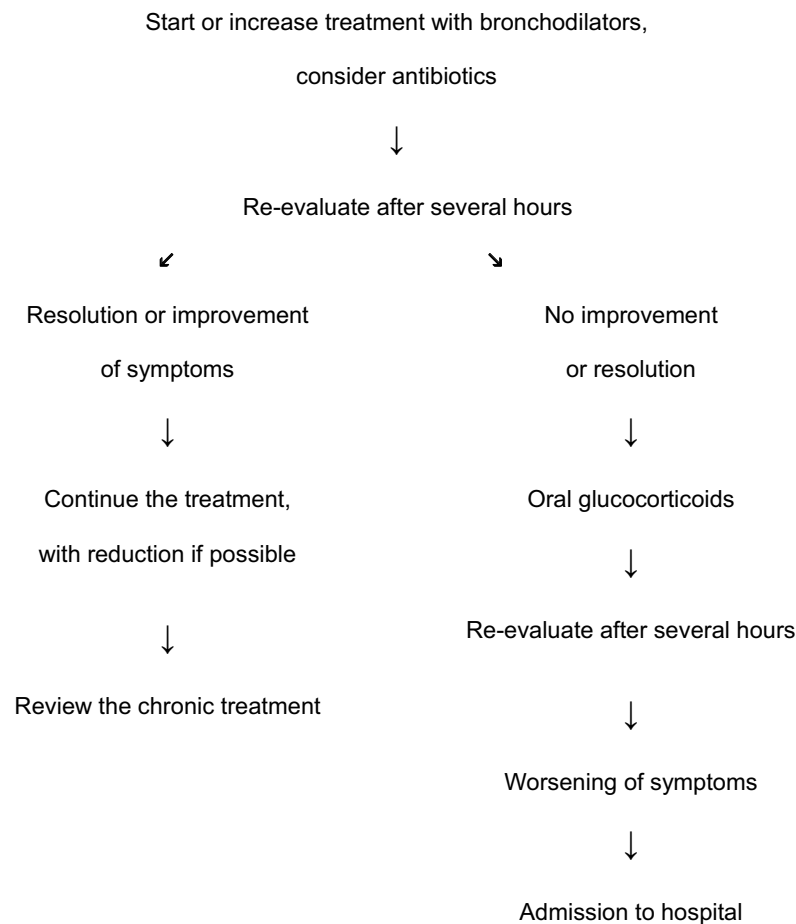 Start or increase treatment with bronchodilators,
consider antibiotics
↓
Re-evaluate after several hours
↙ ↘
Resolution or improvement
of symptoms
↓
Continue the treatment,
with reduction if possible
↓
Review the chronic treatment
No improvement
or resolution
↓
Oral glucocorticoids
↓
Re-evaluate after several hours
↓
Worsening of symptoms
↓
Admission to hospital